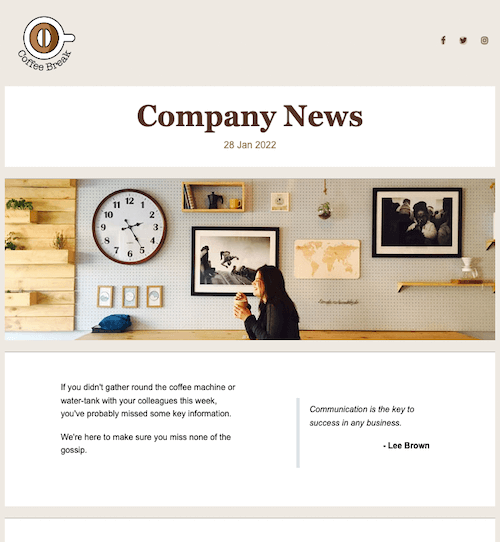 Coffee Break
Company News
28 Jan 2022
12
11 1
10 2
9 3
8 4
7 5
6
If you didn't gather round the coffee machine or
water-tank with your colleagues this week,
you've probably missed some key information.
We're here to make sure you miss none of the
gossip.
Communication is the key to
success in any business.
- Lee Brown